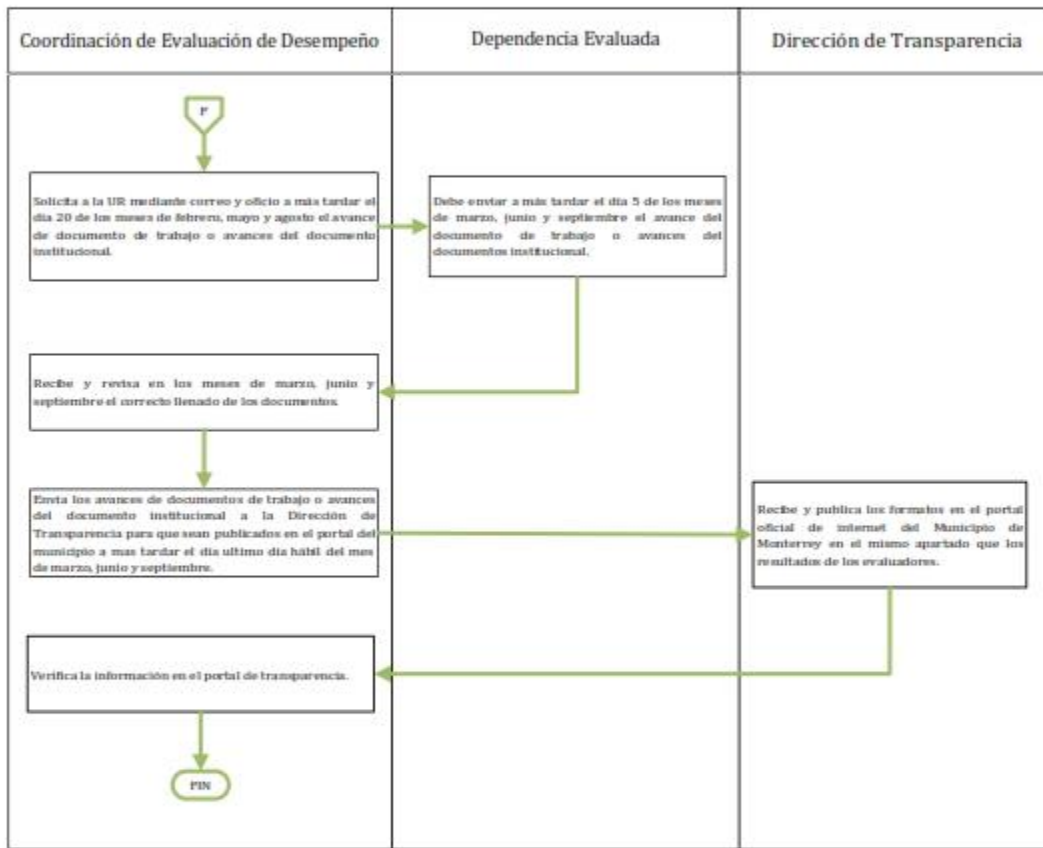 Coordinación de Evaluación de Desempeño
Dependencia Evaluada
Dirección de Transparencia
F
Solicita a la UR mediante correo y oficio a más tardar el
día 20 de los meses de febrero, mayo y agosto el avance
de documento de trabajo o avances del documento
institucional.
Debe enviar a más tardar el día 5 de los meses
de marzo, junio y septiembre el avance del
documento de trabajo o avances del
documentos institucional.
Recibe y revisa en los meses de marzo, junio y
septiembre el correcto llenado de los documentos.
Envia los avances de documentos de trabajo o avances
del documento institucional a la Dirección de
Transparencia para que sean publicados en el portal del
municipio a mas tardar el día ultimo día hábil del mes
de marzo, junio y septiembre.
Recibe y publica los formatos en el portal
oficial de internet del Municipio de
Monterrey en el mismo apartado que los
resultados de los evaluadores.
Verifica la información en el portal de transparencia.
FIN